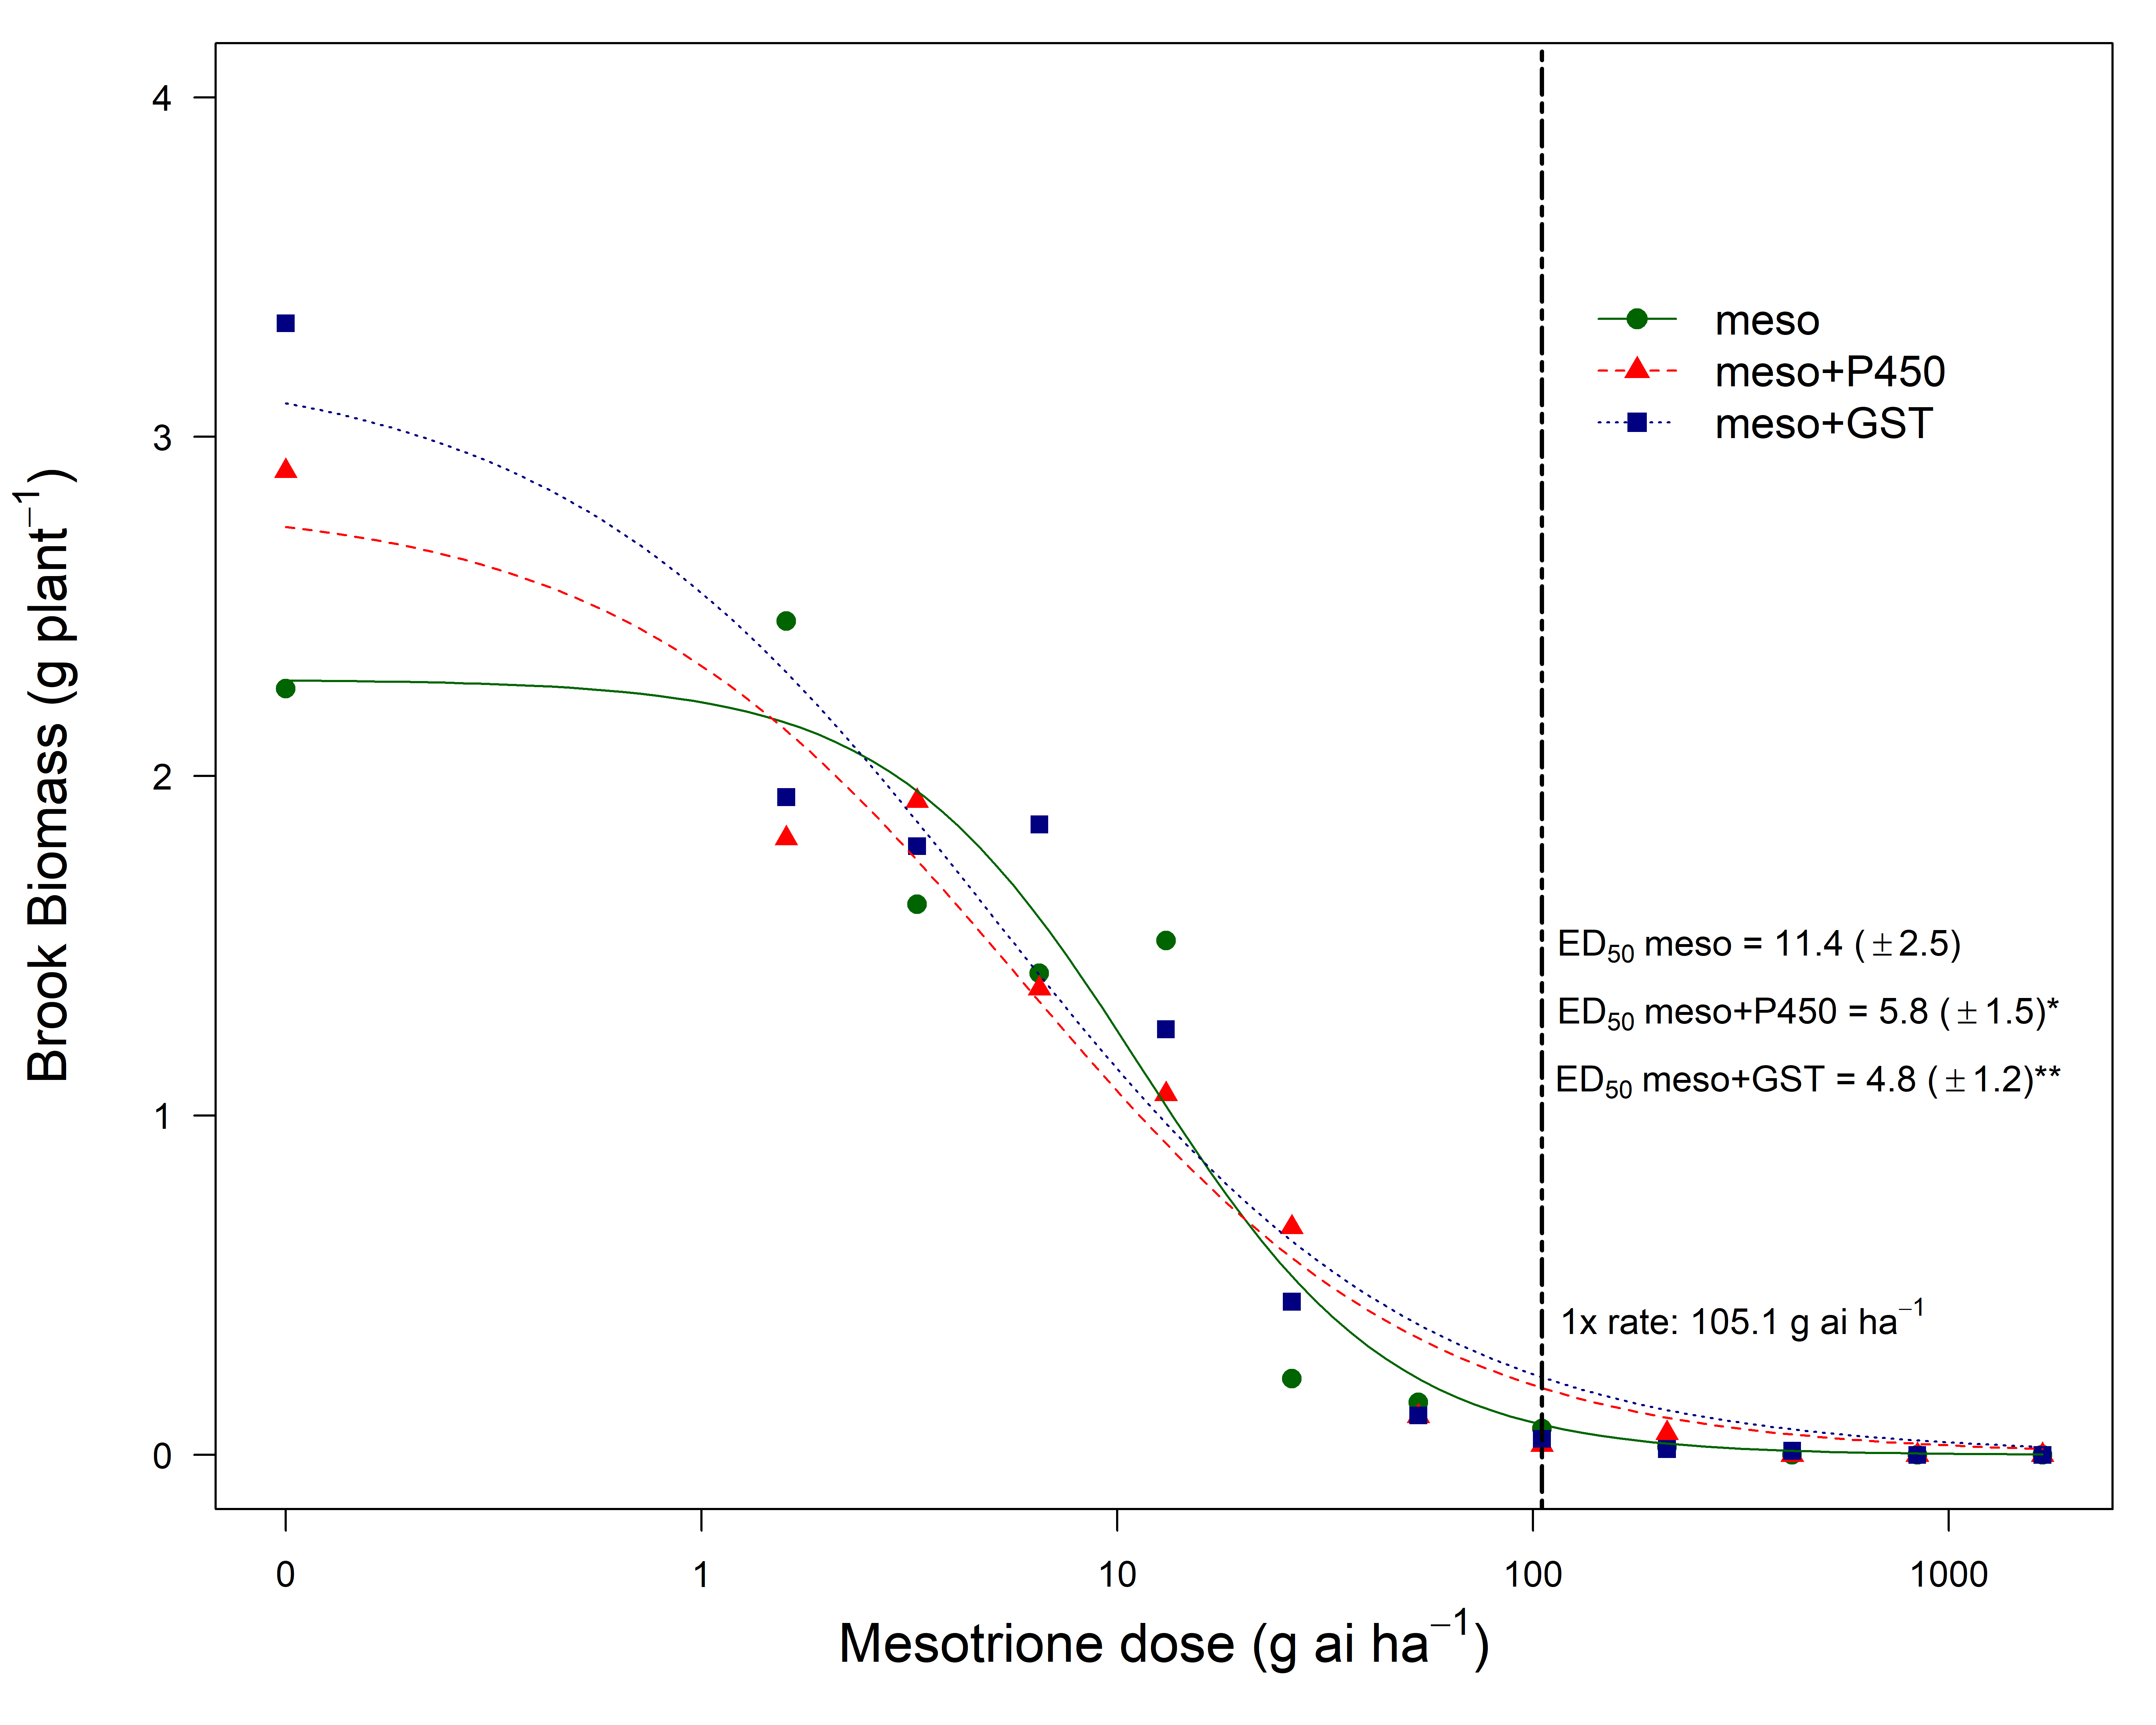 Brook Biomass (g plant⁻¹)
4
3
2
1
0
meso
meso+P450
meso+GST
ED₅₀ meso = 11.4 (±2.5)
ED₅₀ meso+P450 = 5.8 (±1.5)*
ED₅₀ meso+GST = 4.8 (±1.2)**
1x rate: 105.1 g ai ha⁻¹
0 1 10 100 1000
Mesotrione dose (g ai ha⁻¹)